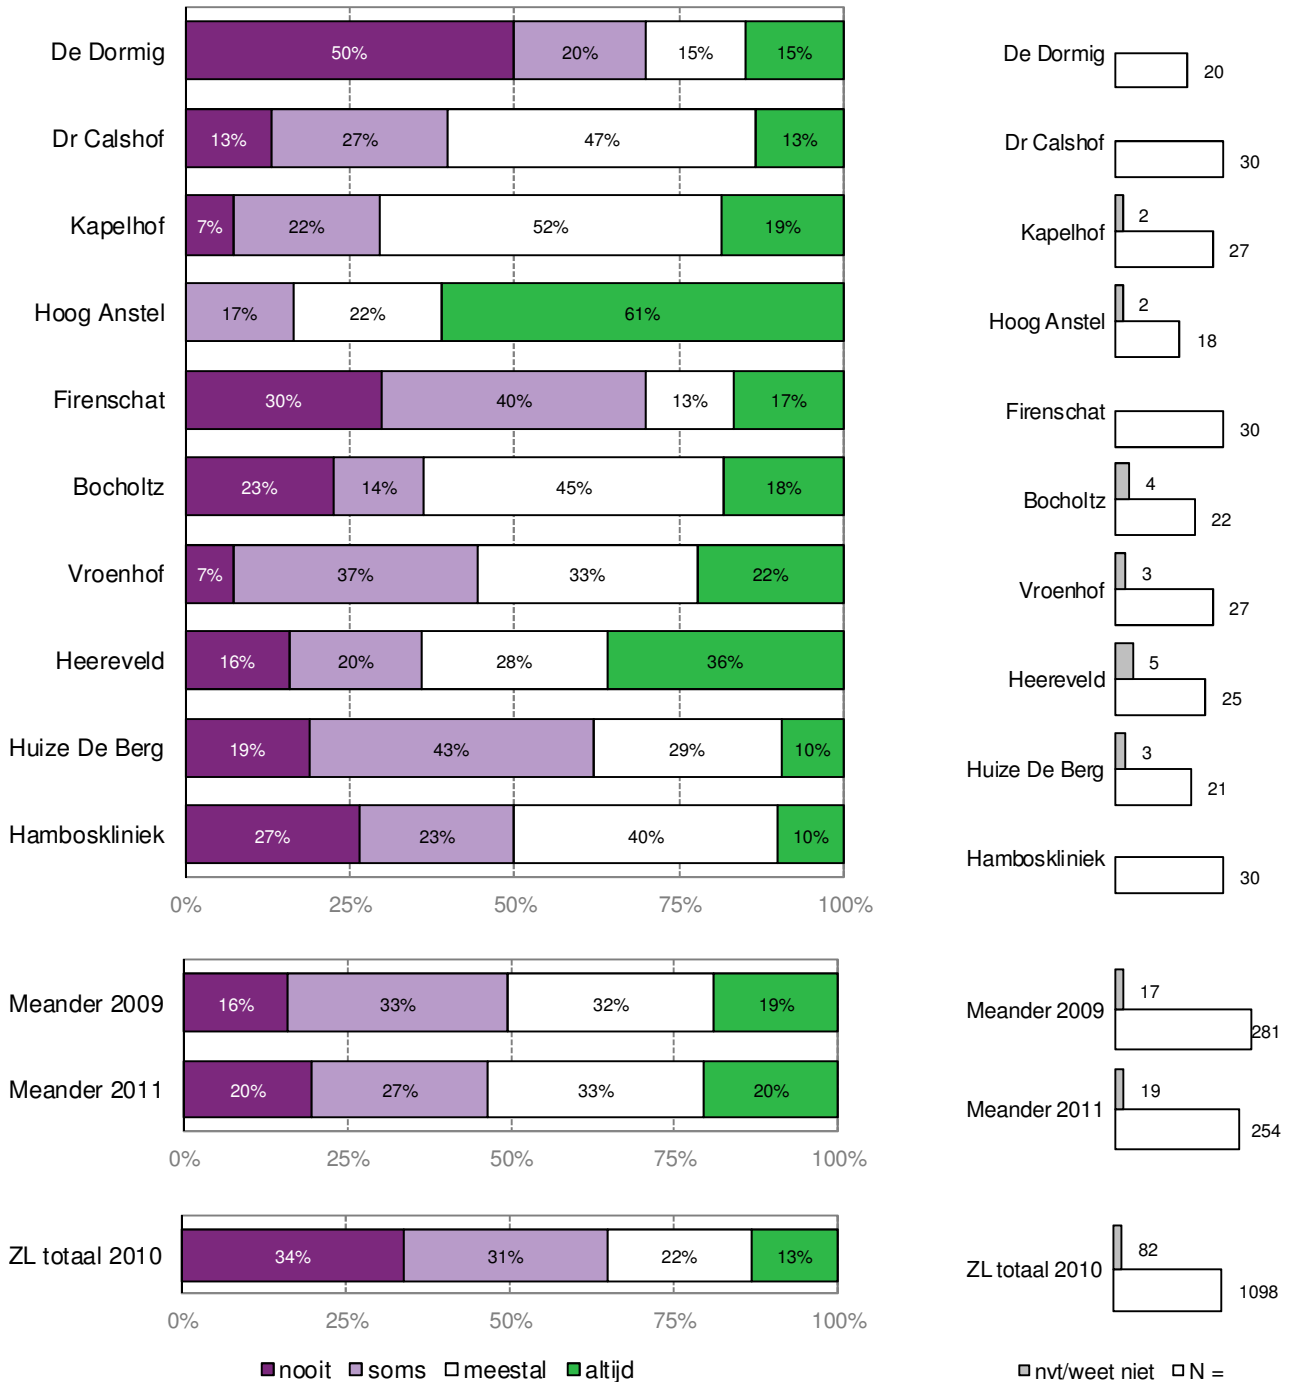 De Dormig 50% 20% 15% 15% De Dormig 20
Dr Calshof 13% 27% 47% 13% Dr Calshof 30
Kapelhof 7% 22% 52% 19% Kapelhof 2 27
Hoog Anstel 17% 22% 61% Hoog Anstel 2 18
Firenschat 30% 40% 13% 17% Firenschat 30
Bocholtz 23% 14% 45% 18% Bocholtz 4 22
Vroenhof 7% 37% 33% 22% Vroenhof 3 27
Heereveld 16% 20% 28% 36% Heereveld 5 25
Huize De Berg 19% 43% 29% 10% Huize De Berg 3 21
Hamboskliniek 27% 23% 40% 10% Hamboskliniek 30
0% 25% 50% 75% 100%
Meander 2009 16% 33% 32% 19% Meander 2009 17 281
Meander 2011 20% 27% 33% 20% Meander 2011 19 254
0% 25% 50% 75% 100%
ZL totaal 2010 34% 31% 22% 13% ZL totaal 2010 82 1098
0% 25% 50% 75% 100%
nooit soms meestal altijd nvt/weet niet N =